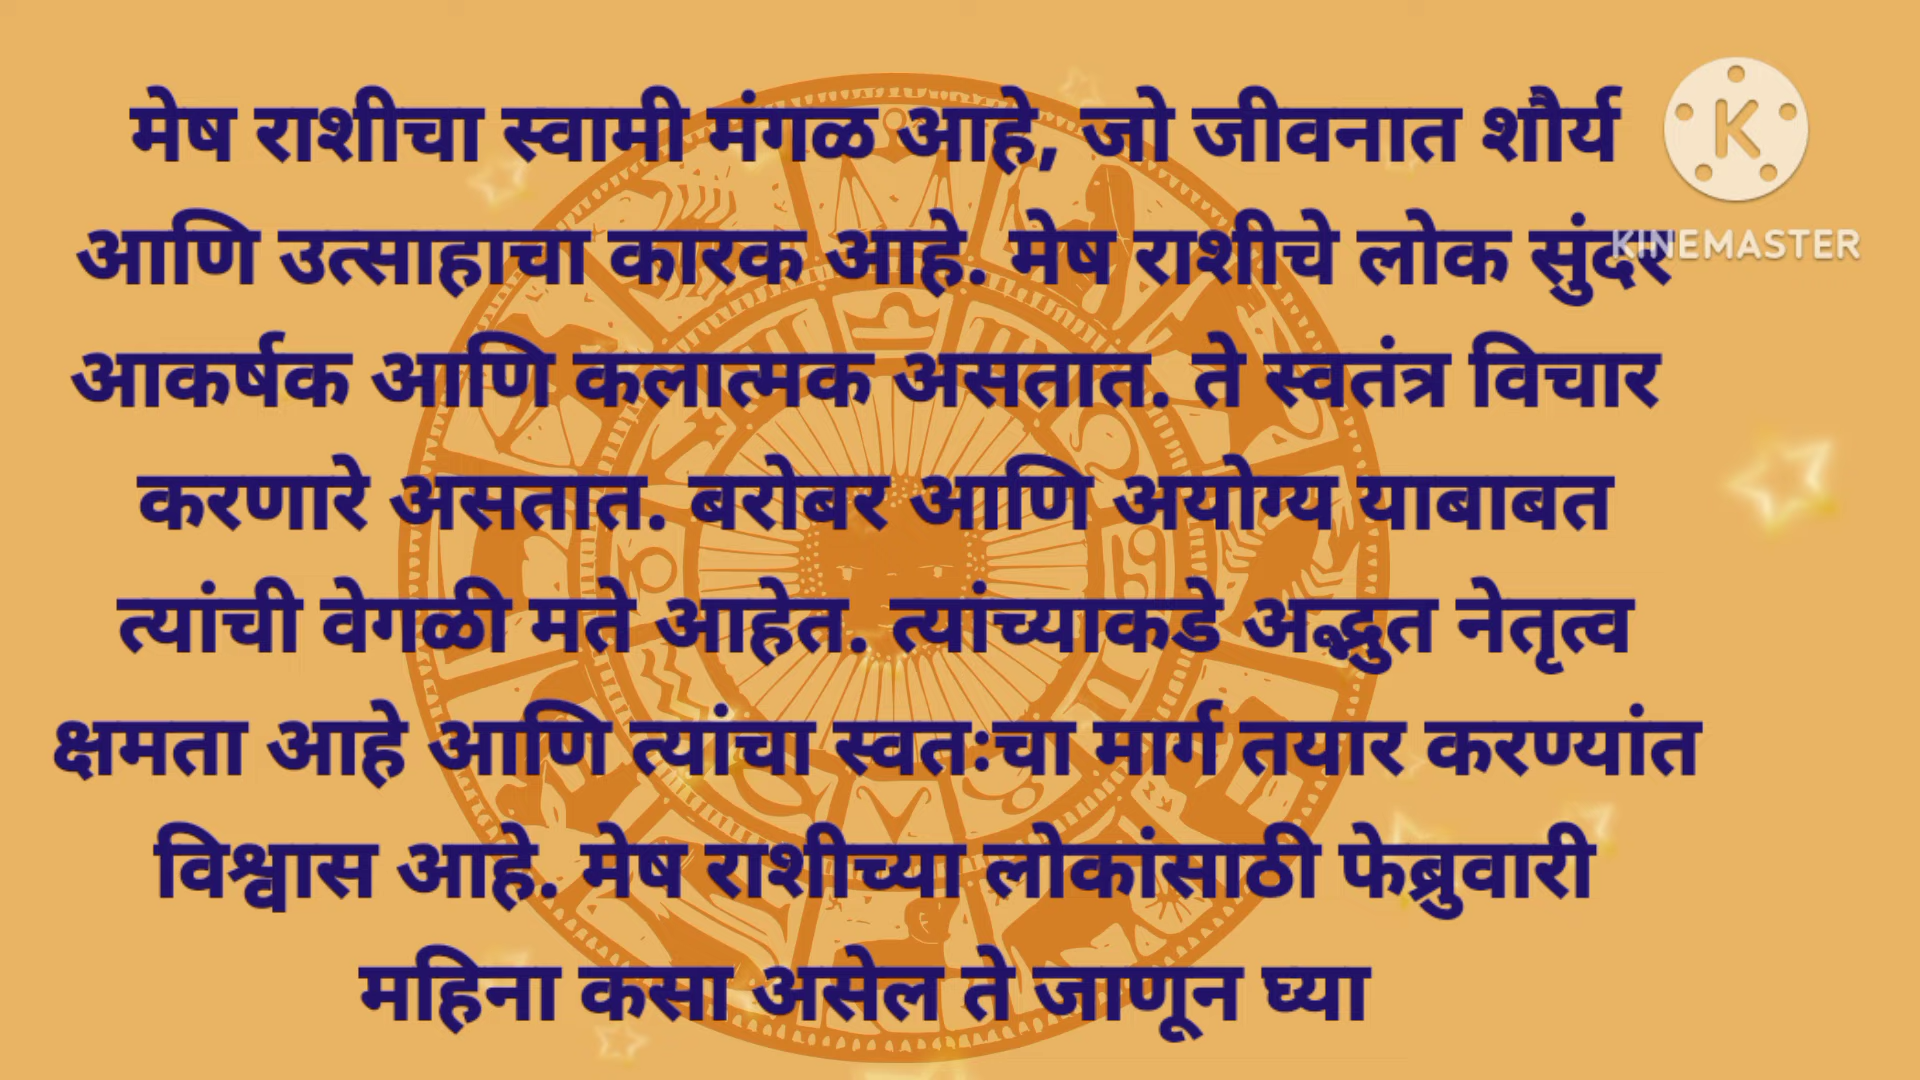 मेष राशीचा स्वामी मंगळ आहे, जो जीवनात शौर्य
आणि उत्साहाचा कारक आहे. मेष राशीचे लोक सुंदर
आकर्षक आणि कलात्मक असतात. ते स्वतंत्र विचार
करणारे असतात. बरोबर आणि अयोग्य याबाबत
त्यांची वेगळी मते आहेत. त्यांच्याकडे अद्भुत नेतृत्व
क्षमता आहे आणि त्यांचा स्वतःचा मार्ग तयार करण्यांत
विश्वास आहे. मेष राशीच्या लोकांसाठी फेब्रुवारी
महिना कसा असेल ते जाणून घ्या
K
KINEMASTER